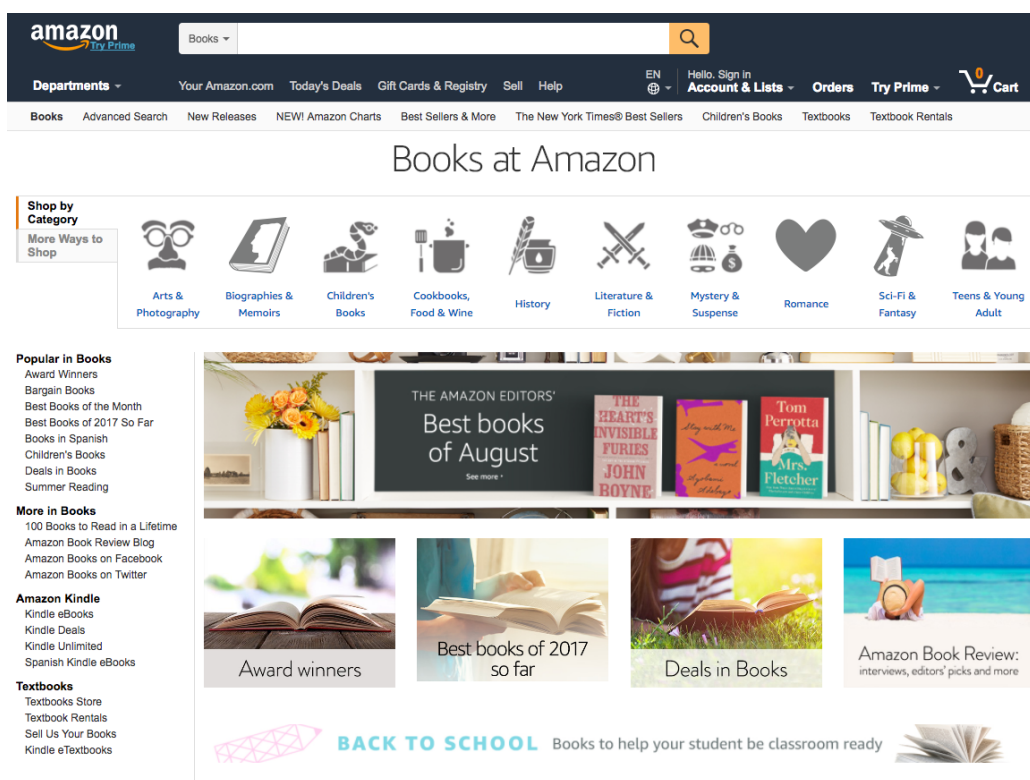 amazon
Try Prime
Books
Departments
Your Amazon.com Today's Deals Gift Cards & Registry Sell Help
EN
Hello. Sign in
Account & Lists
Orders
Try Prime
0
Cart
Books Advanced Search New Releases NEW! Amazon Charts Best Sellers & More The New York Times® Best Sellers Children's Books Textbooks Textbook Rentals
Books at Amazon
Shop by
Category
More Ways to
Shop
Arts &
Photography
Biographies &
Memoirs
Children's
Books
Cookbooks,
Food & Wine
History
Literature &
Fiction
Mystery &
Suspense
Romance
Sci-Fi &
Fantasy
Teens & Young
Adult
Popular in Books
Award Winners
Bargain Books
Best Books of the Month
Best Books of 2017 So Far
Books in Spanish
Children's Books
Deals in Books
Summer Reading
More in Books
100 Books to Read in a Lifetime
Amazon Book Review Blog
Amazon Books on Facebook
Amazon Books on Twitter
Amazon Kindle
Kindle eBooks
Kindle Deals
Kindle Unlimited
Spanish Kindle eBooks
Textbooks
Textbooks Store
Textbook Rentals
Sell Us Your Books
Kindle eTextbooks
THE AMAZON EDITORS'
Best books
of August
See more
THE
HEART'S
INVISIBLE
FURIES
JOHN
BOYNE
Stay with Me
a novel
Tom
Perrotta
Mrs.
Fletcher
&
Award winners
Best books of 2017
so far
Deals in Books
Amazon Book Review:
interviews, editors' picks and more
BACK TO SCHOOL Books to help your student be classroom ready